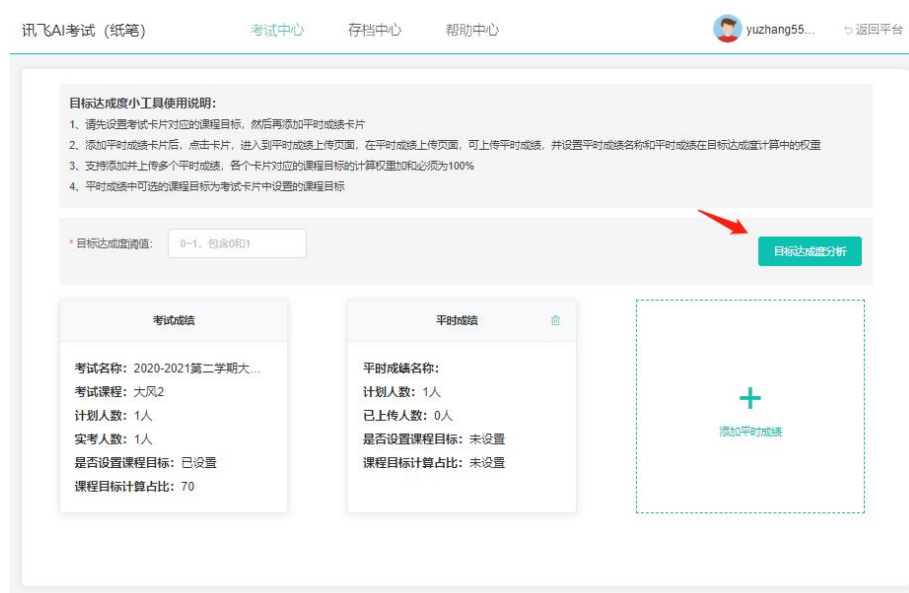 讯飞AI考试（纸笔） 考试中心 存档中心 帮助中心 yuzhang55... 返回平台
目标达成度小工具使用说明：
1、请先设置考试卡片对应的课程目标，然后再添加平时成绩卡片
2、添加平时成绩卡片后，点击卡片，进入到平时成绩上传页面，在平时成绩上传页面，可上传平时成绩，并设置平时成绩名称和平时成绩在目标达成度计算中的权重
3、支持添加并上传多个平时成绩，各个卡片对应的课程目标的计算权重加和必须为100%
4、平时成绩中可选的课程目标为考试卡片中设置的课程目标
* 目标达成度阈值： 0~1，包含0和1 目标达成度分析
考试成绩
考试名称：2020-2021第二学期大...
考试课程：大风2
计划人数：1人
实考人数：1人
是否设置课程目标：已设置
课程目标计算占比：70
平时成绩
平时成绩名称：
计划人数：1人
已上传人数：0人
是否设置课程目标：未设置
课程目标计算占比：未设置
添加平时成绩